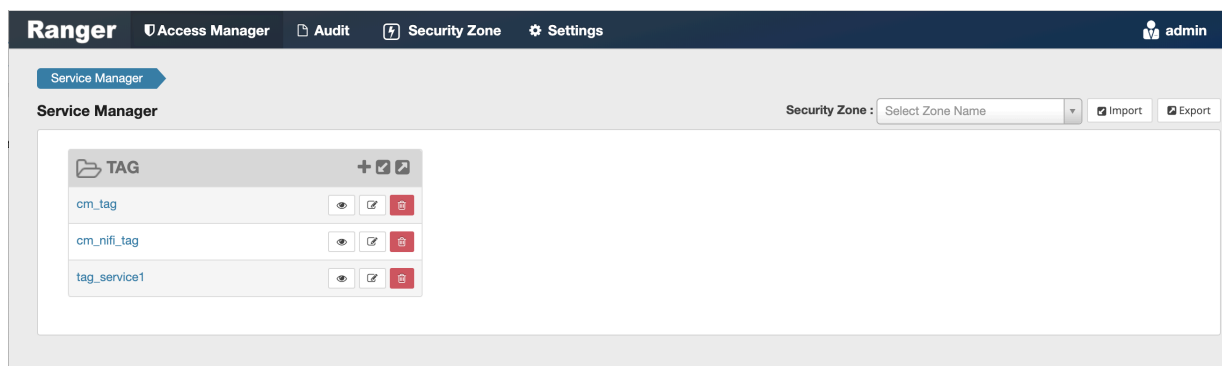 Ranger Access Manager Audit Security Zone Settings admin
Service Manager
Service Manager Security Zone : Select Zone Name Import Export
TAG
cm_tag
cm_nifi_tag
tag_service1